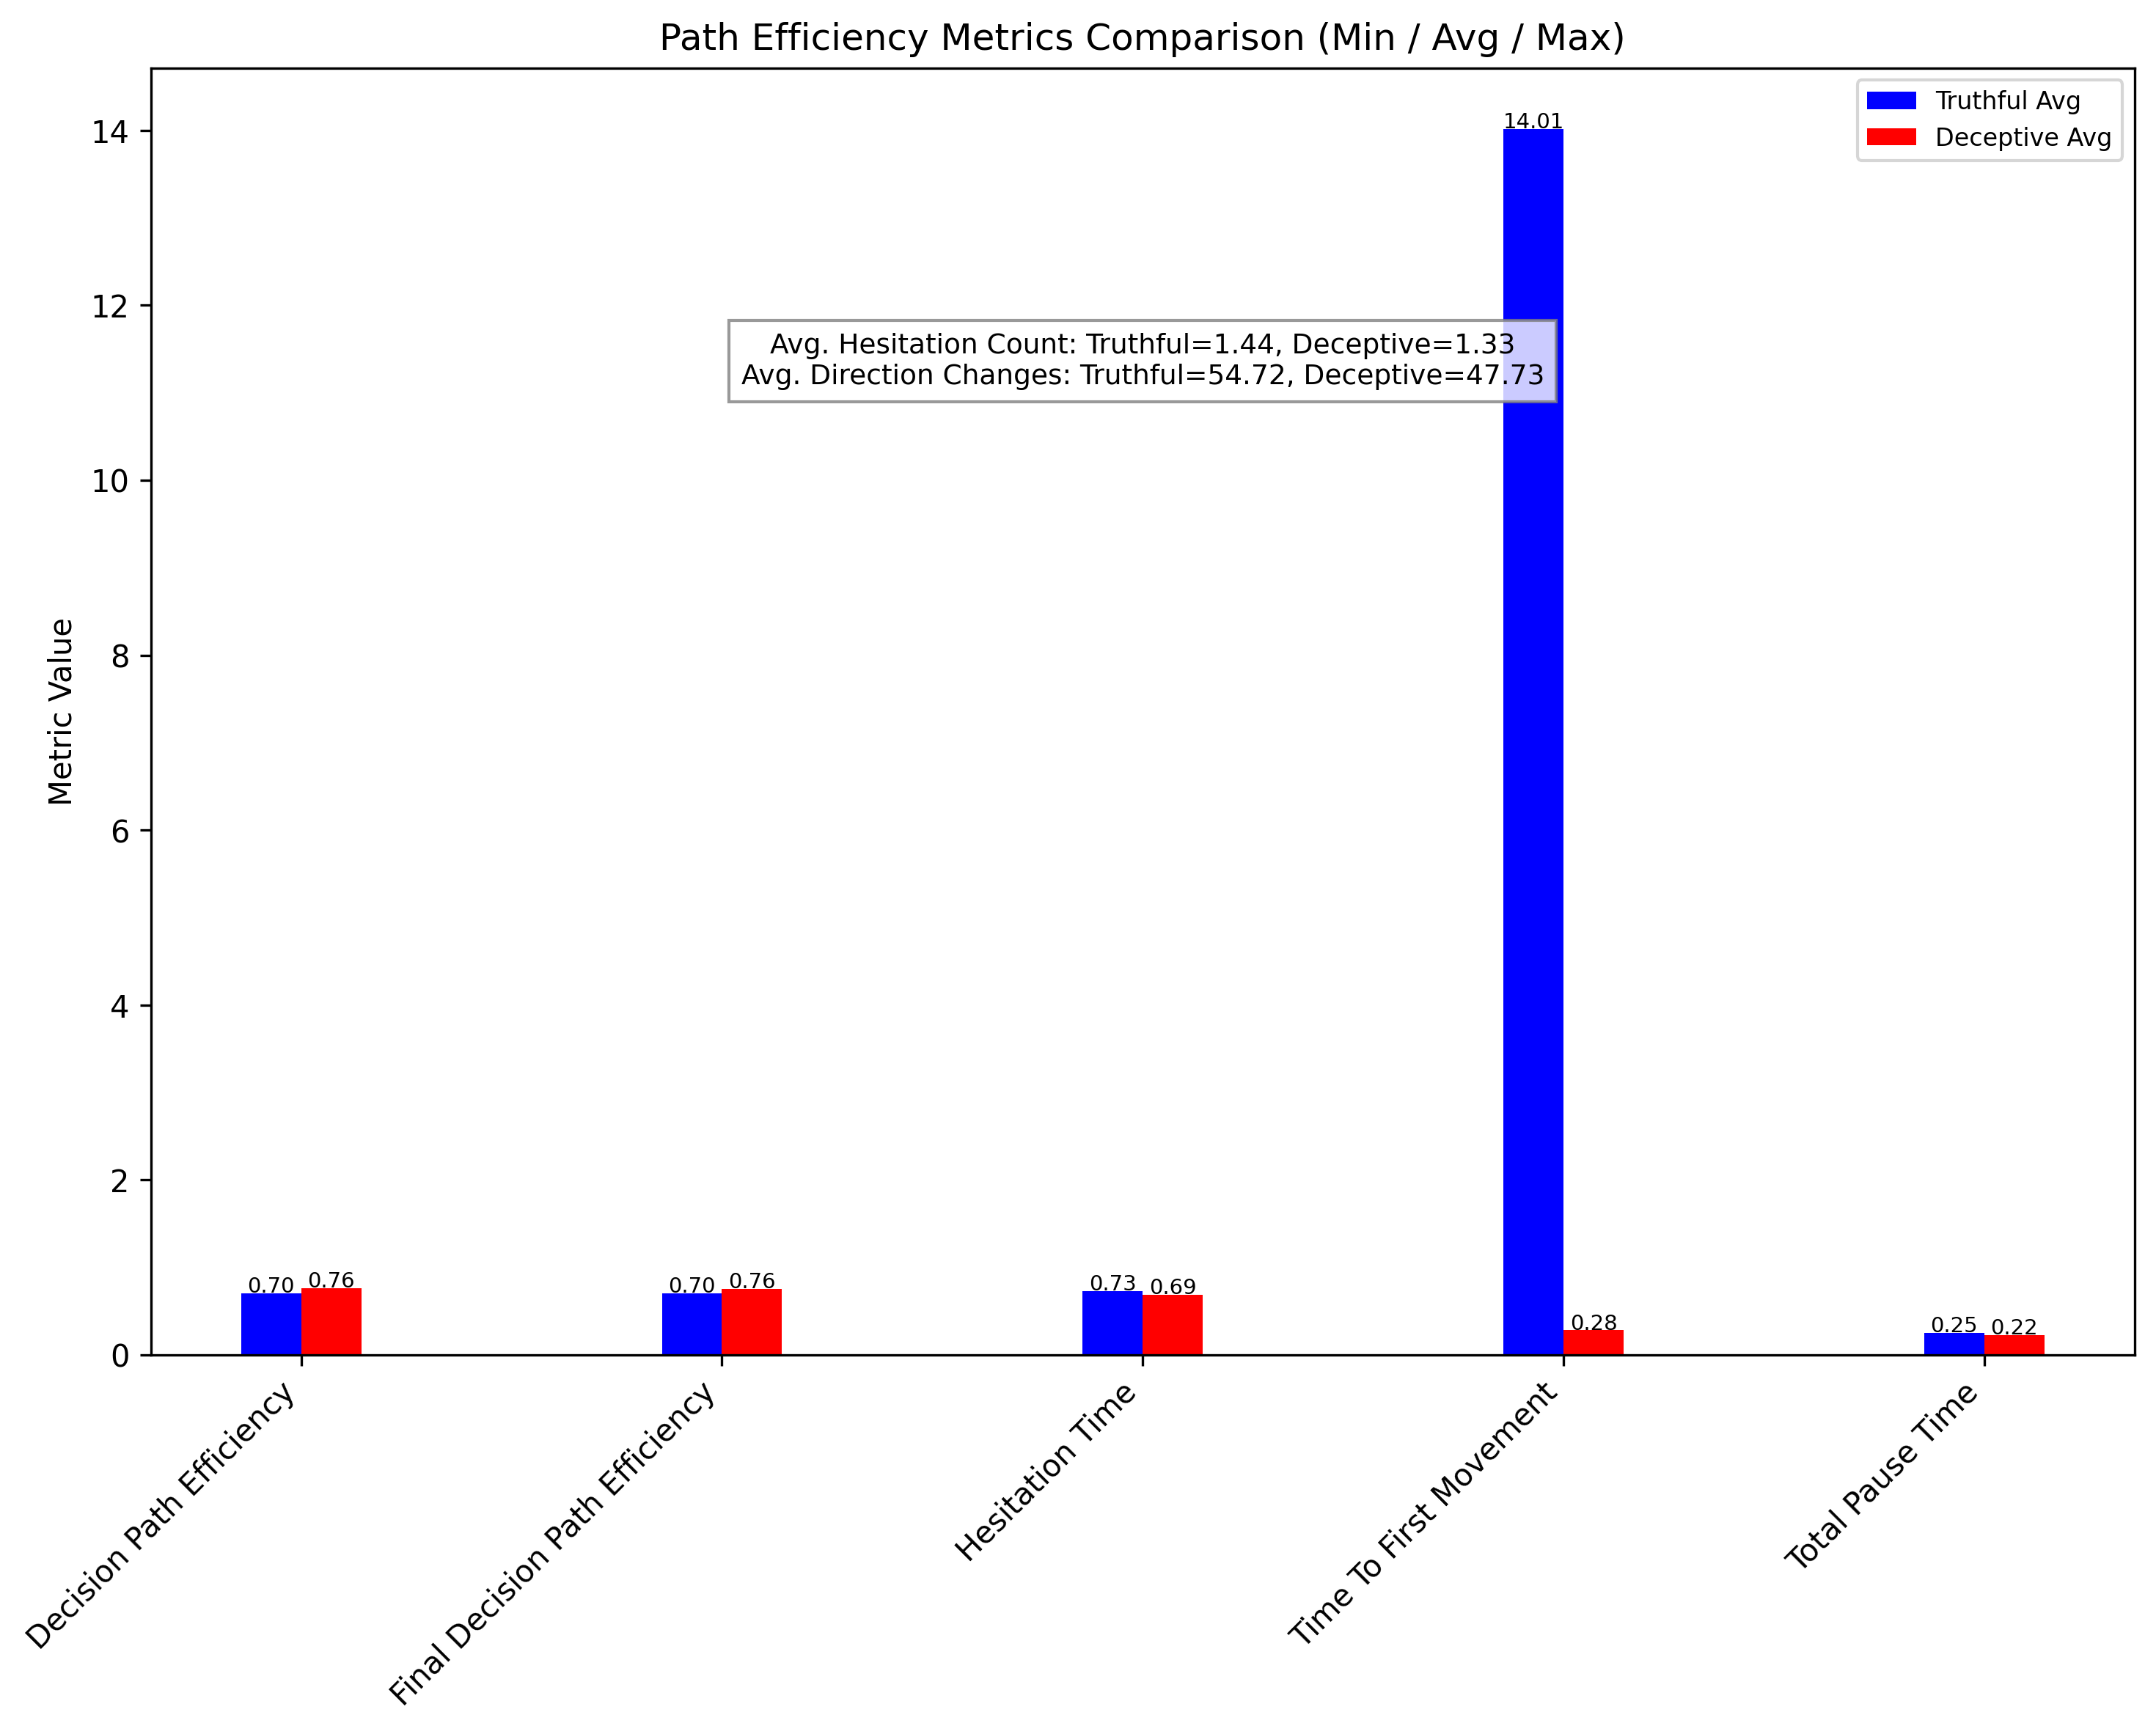 Path Efficiency Metrics Comparison (Min / Avg / Max)
Truthful Avg
Deceptive Avg
Metric Value
14
12
10
8
6
4
2
0
Avg. Hesitation Count: Truthful=1.44, Deceptive=1.33
Avg. Direction Changes: Truthful=54.72, Deceptive=47.73
0.70
0.76
0.70
0.76
0.73
0.69
14.01
0.28
0.25
0.22
Decision Path Efficiency
Final Decision Path Efficiency
Hesitation Time
Time To First Movement
Total Pause Time